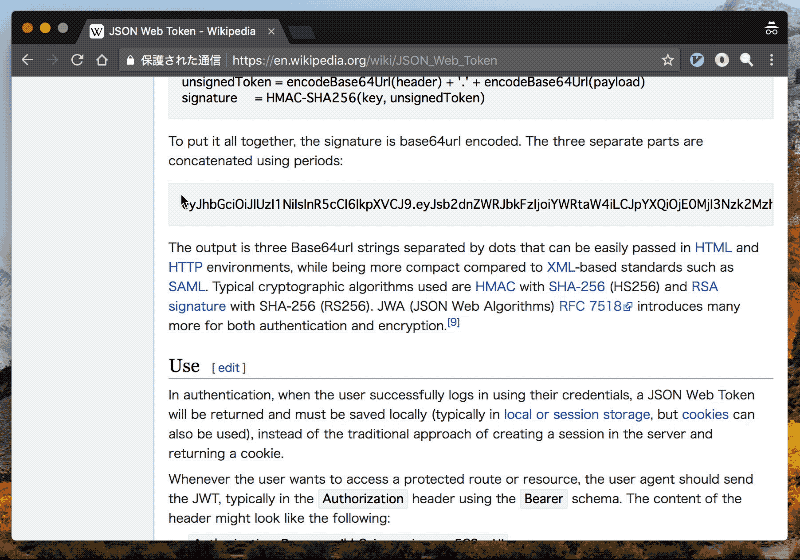 JSON Web Token - Wikipedia
保護された通信 https://en.wikipedia.org/wiki/JSON_Web_Token
unsignedToken = encodeBase64Url(header) + '.' + encodeBase64Url(payload)
signature = HMAC-SHA256(key, unsignedToken)
To put it all together, the signature is base64url encoded. The three separate parts are
concatenated using periods:
eyJhbGciOiJIUzI1NiIsInR5cCI6IkpXVCJ9.eyJsb2dnZWRJbkFzIjoiYWRtaW4iLCJpYXQiOjE0MjI3Nzk2Mzh
The output is three Base64url strings separated by dots that can be easily passed in HTML and
HTTP environments, while being more compact compared to XML-based standards such as
SAML. Typical cryptographic algorithms used are HMAC with SHA-256 (HS256) and RSA
signature with SHA-256 (RS256). JWA (JSON Web Algorithms) RFC 7518 introduces many
more for both authentication and encryption.[9]
Use [ edit ]
In authentication, when the user successfully logs in using their credentials, a JSON Web Token
will be returned and must be saved locally (typically in local or session storage, but cookies can
also be used), instead of the traditional approach of creating a session in the server and
returning a cookie.
Whenever the user wants to access a protected route or resource, the user agent should send
the JWT, typically in the Authorization header using the Bearer schema. The content of the
header might look like the following: